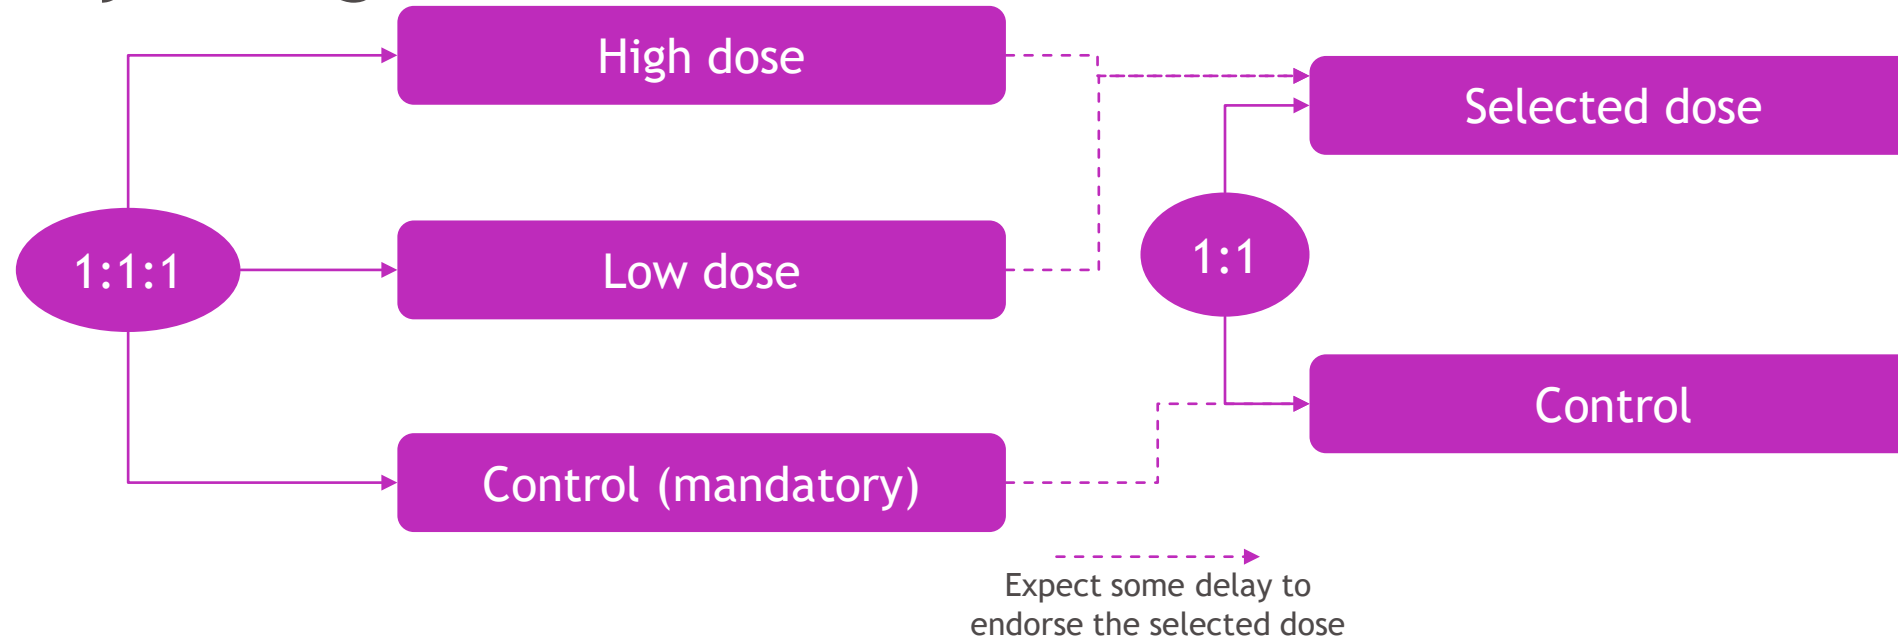 High dose
Selected dose
1:1:1
Low dose
1:1
Control (mandatory)
Control
Expect some delay to
endorse the selected dose